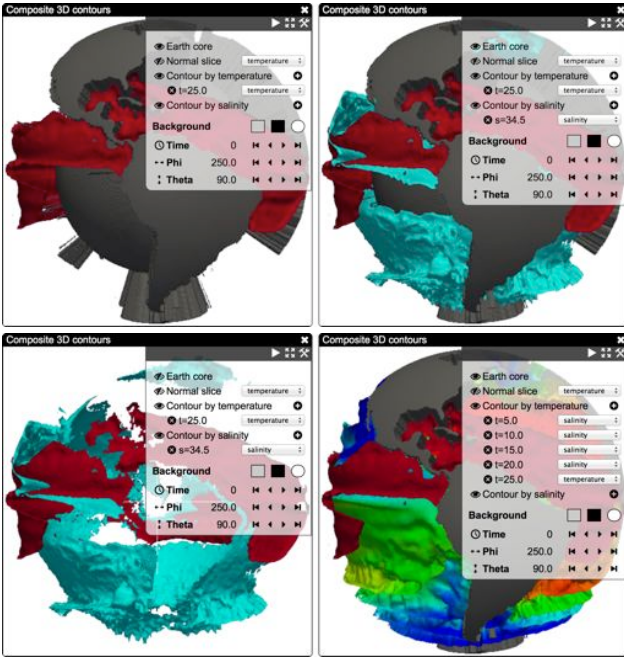 Composite 3D contours
Earth core
Normal slice temperature
Contour by temperature
t=25.0 temperature
Contour by salinity
Background
Time 0
Phi 250.0
Theta 90.0
Composite 3D contours
Earth core
Normal slice temperature
Contour by temperature
t=25.0 temperature
Contour by salinity
s=34.5 salinity
Background
Time 0
Phi 250.0
Theta 90.0
Composite 3D contours
Earth core
Normal slice temperature
Contour by temperature
t=25.0 temperature
Contour by salinity
s=34.5 salinity
Background
Time 0
Phi 250.0
Theta 90.0
Composite 3D contours
Earth core
Normal slice temperature
Contour by temperature
t=5.0 salinity
t=10.0 salinity
t=15.0 salinity
t=20.0 salinity
t=25.0 salinity
Contour by salinity
Background
Time 0
Phi 250.0
Theta 90.0